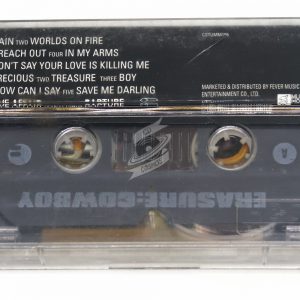 AIN TWO WORLDS ON FIRE
REACH OUT FOUR IN MY ARMS
ON'T SAY YOUR LOVE IS KILLING ME
RECIOUS TWO TREASURE THREE BOY
OW CAN I SAY FIVE SAVE ME DARLING
RAPTURE
MARKETED & DISTRIBUTED BY FEVER MUSIC
ENTERTAINMENT CO., LTD.
A
ERASURE:COWBOY